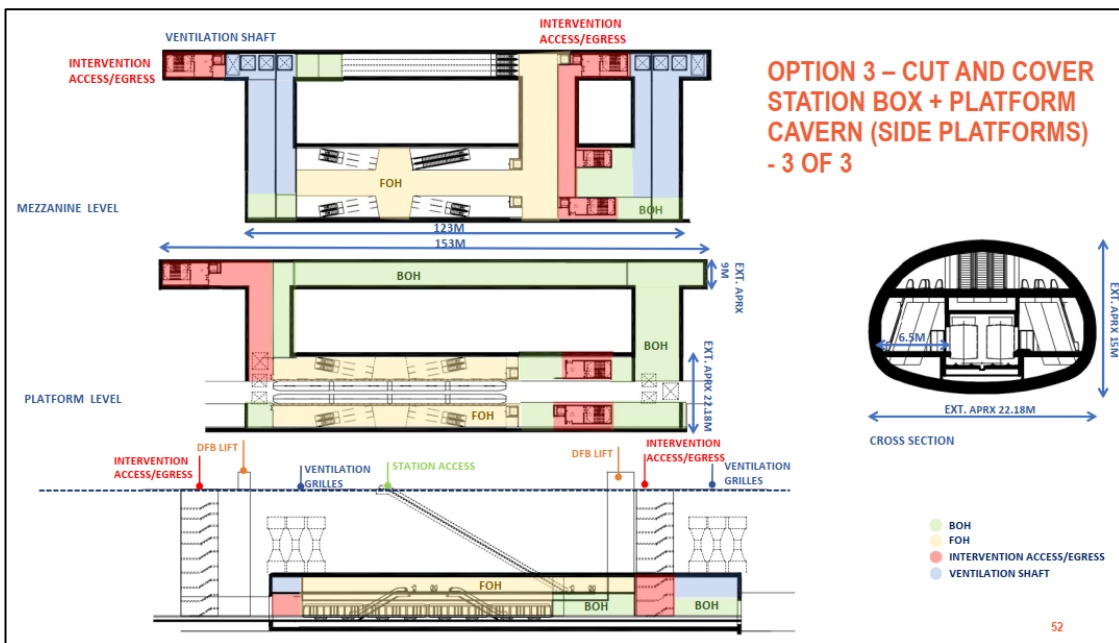 VENTILATION SHAFT
INTERVENTION
ACCESS/EGRESS
INTERVENTION
ACCESS/EGRESS
OPTION 3 – CUT AND COVER
STATION BOX + PLATFORM
CAVERN (SIDE PLATFORMS)
- 3 OF 3
FOH
MEZZANINE LEVEL
BOH
123M
153M
BOH
EXT. APRX
9M
BOH
EXT. APRX 22.18M
FOH
PLATFORM LEVEL
6.5M
EXT. APRX 15M
EXT. APRX 22.18M
CROSS SECTION
DFB LIFT
STATION ACCESS
DFB LIFT
INTERVENTION
ACCESS/EGRESS
INTERVENTION
ACCESS/EGRESS
VENTILATION
GRILLES
VENTILATION
GRILLES
FOH
BOH
BOH
BOH
FOH
INTERVENTION ACCESS/EGRESS
VENTILATION SHAFT
52